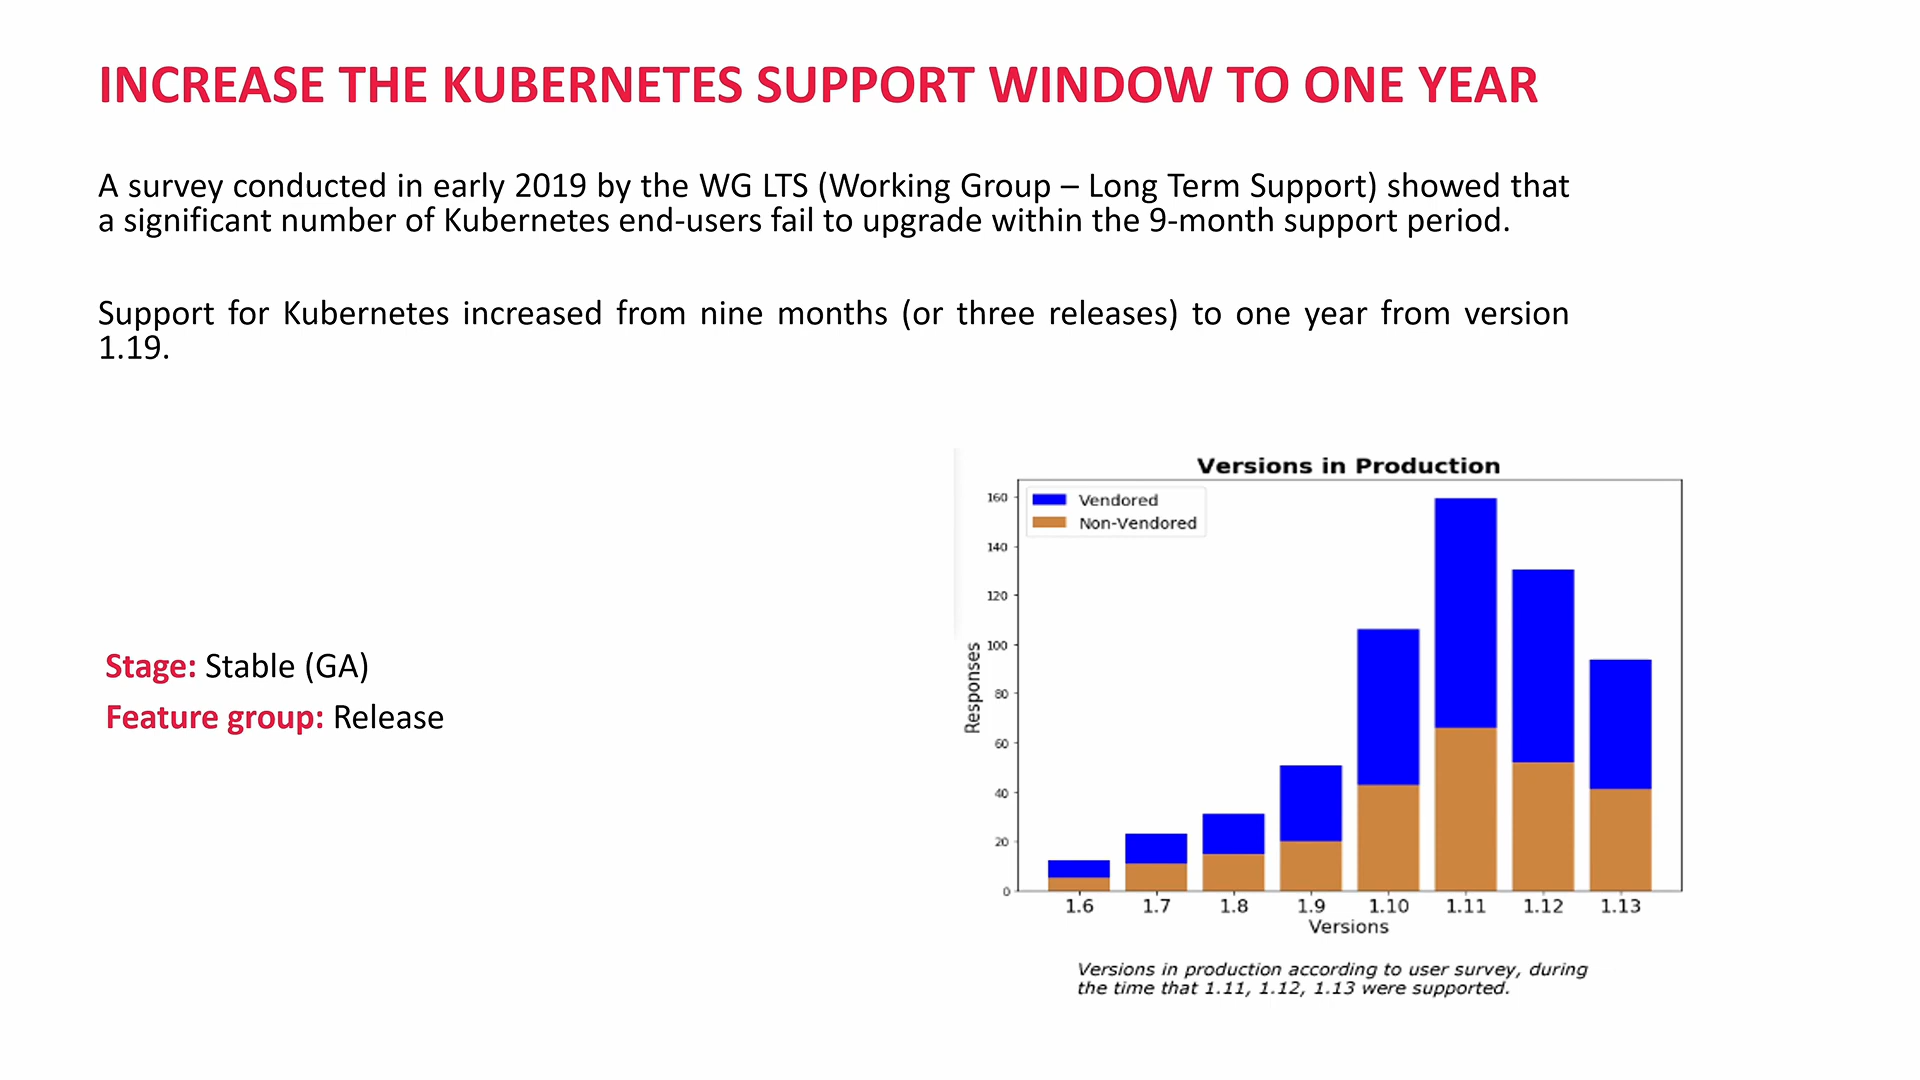 INCREASE THE KUBERNETES SUPPORT WINDOW TO ONE YEAR
A survey conducted in early 2019 by the WG LTS (Working Group – Long Term Support) showed that
a significant number of Kubernetes end-users fail to upgrade within the 9-month support period.
Support for Kubernetes increased from nine months (or three releases) to one year from version
1.19.
Stage: Stable (GA)
Feature group: Release
Versions in Production
Vendored
Non-Vendored
Responses
160
140
120
100
80
60
40
20
0
1.6 1.7 1.8 1.9 1.10 1.11 1.12 1.13
Versions
Versions in production according to user survey, during
the time that 1.11, 1.12, 1.13 were supported.